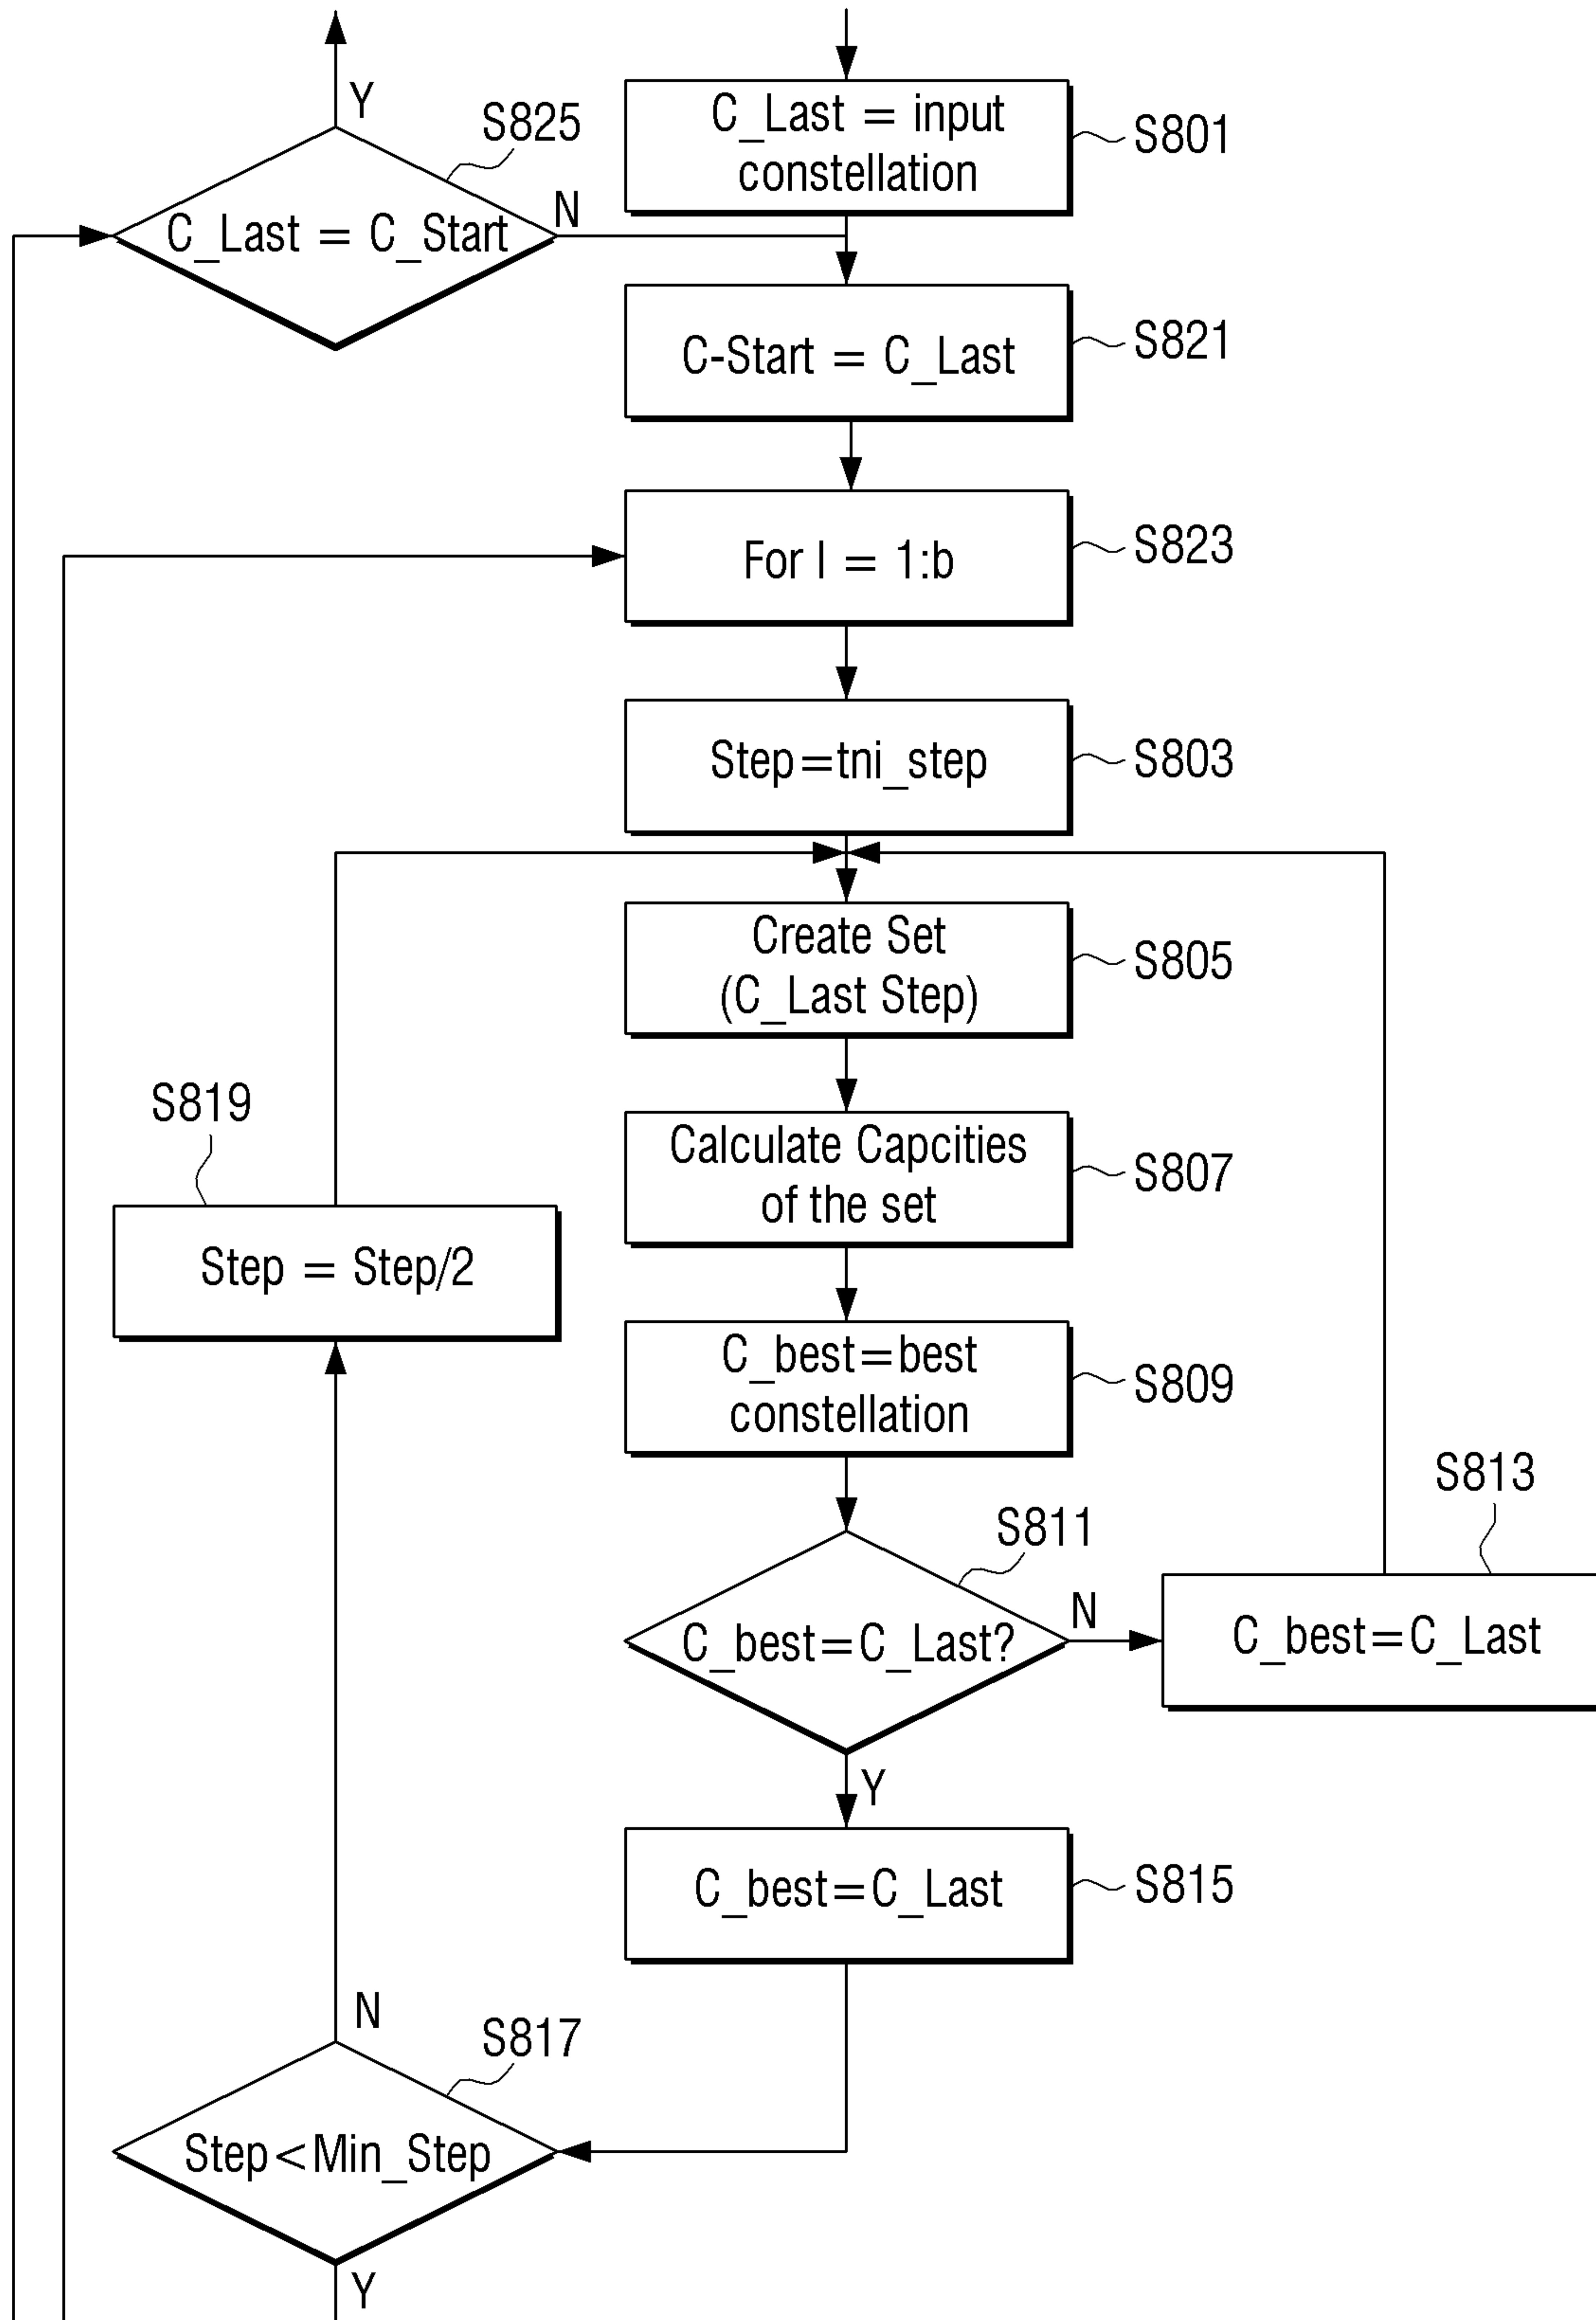 Y
S825
C_Last = C_Start
N
C_Last = input
constellation
S801
C-Start = C_Last
S821
For I = 1:b
S823
Step=tni_step
S803
Create Set
(C_Last Step)
S805
S819
Step = Step/2
Calculate Capcities
of the set
S807
C_best=best
constellation
S809
S811
C_best=C_Last?
N
S813
C_best=C_Last
Y
C_best=C_Last
S815
N
S817
Step<Min_Step
Y